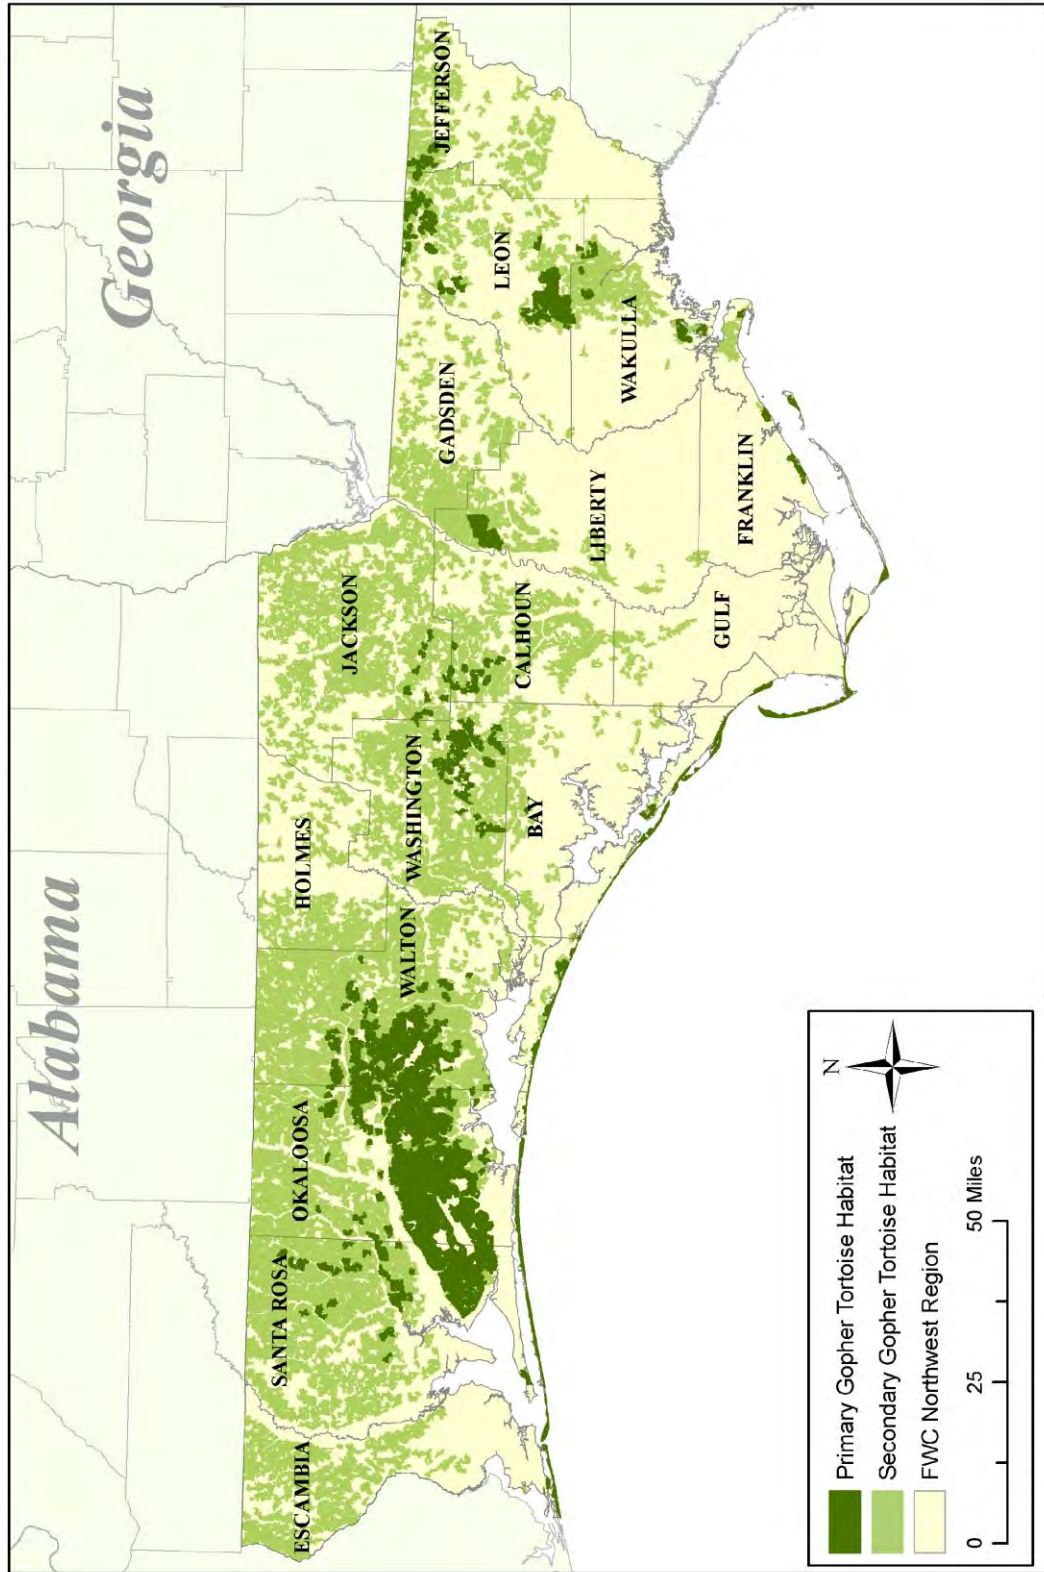 Alabama
Georgia
ESCAMBIA
SANTA ROSA
OKALOOSA
WALTON
HOLMES
WASHINGTON
BAY
JACKSON
CALHOUN
GULF
GADSDEN
LIBERTY
FRANKLIN
LEON
WAKULLA
JEFFERSON
Primary Gopher Tortoise Habitat
Secondary Gopher Tortoise Habitat
FWC Northwest Region
N
0 25 50 Miles